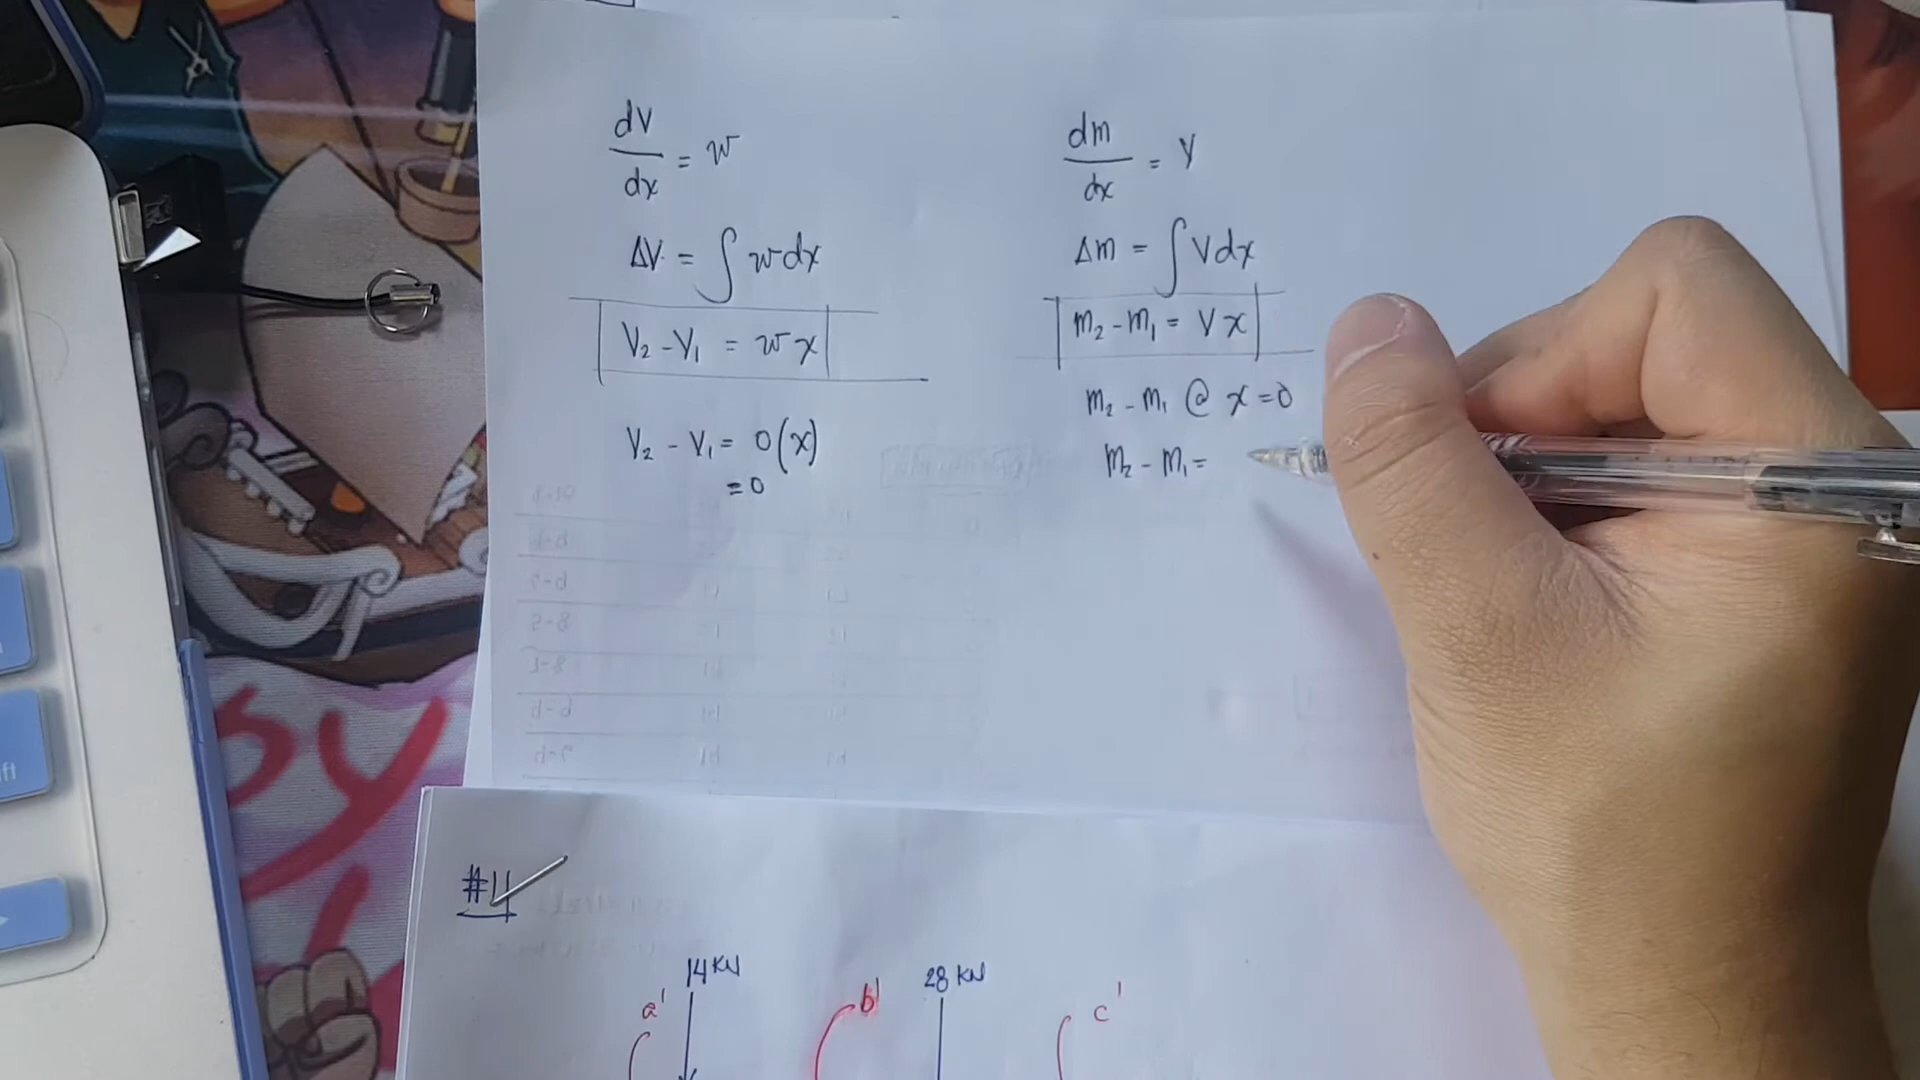 dV/dx = w
ΔV = ∫ w dx
V₂ - V₁ = w x
V₂ - V₁ = 0(x)
= 0
dm/dx = V
Δm = ∫ V dx
m₂ - m₁ = V x
m₂ - m₁ @ x = 0
m₂ - m₁ =
#4
14 KN
28 KN
a' b' c'